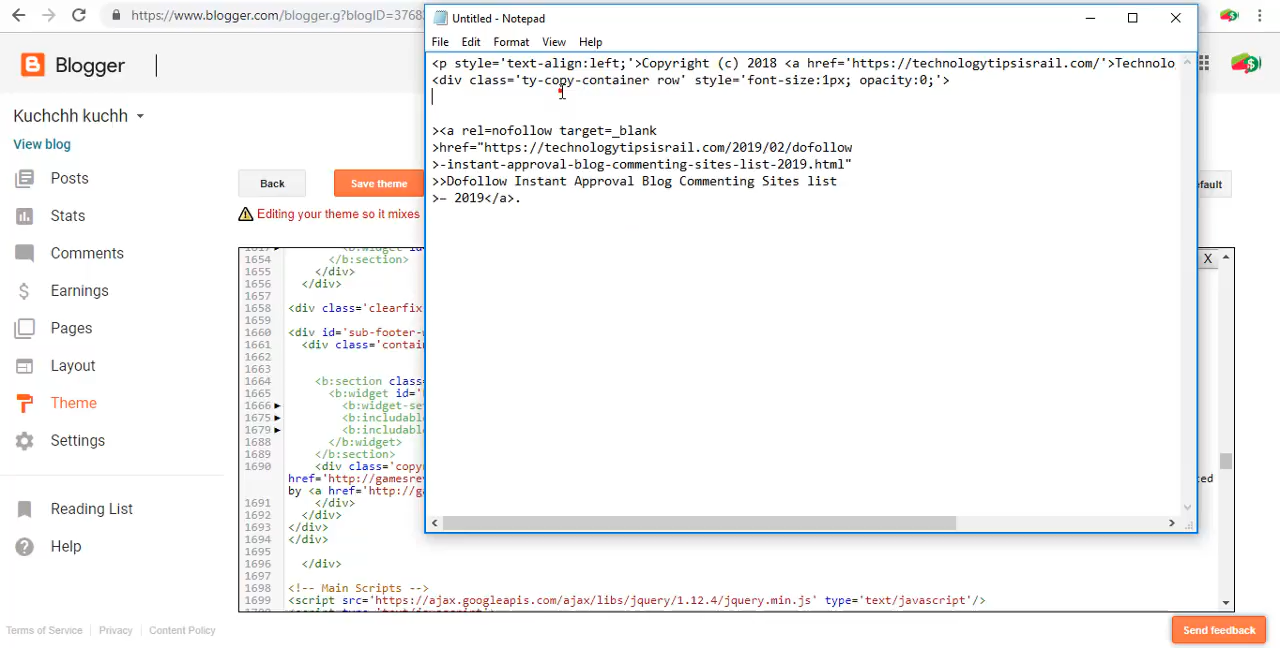 https://www.blogger.com/blogger.g?blogID=3768
Untitled - Notepad
File Edit Format View Help
Blogger
<p style='text-align:left;'>Copyright (c) 2018 <a href='https://technologytipsisrail.com/'>Technolo
<div class='ty-copy-container row' style='font-size:1px; opacity:0;'>
><a rel=nofollow target=_blank
>href="https://technologytipsisrail.com/2019/02/dofollow
>-instant-approval-blog-commenting-sites-list-2019.html"
>>Dofollow Instant Approval Blog Commenting Sites list
>– 2019</a>.
Kuchchh kuchh
View blog
Posts
Stats
Comments
Earnings
Pages
Layout
Theme
Settings
Reading List
Help
Back
Save theme
fault
Editing your theme so it mixes
X
<b:widget
1654 </b:section>
1655 </div>
1656 </div>
1657
1658 <div class='clearfix
1659
1660 <div id='sub-footer-w
1661 <div class='contai
1662
1663
1664 <b:section class
1665 <b:widget id='
1666 <b:widget-se
1675 <b:includabl
1679 <b:includabl
1688 </b:widget>
1689 </b:section>
1690 <div class='copy
href='http://gamesre
by <a href='http://g
1691 </div>
1692 </div>
1693 </div>
1694 </div>
1695
1696 </div>
1697
1698 <!-- Main Scripts -->
1699 <script src='https://ajax.googleapis.com/ajax/libs/jquery/1.12.4/jquery.min.js' type='text/javascript'/>
Terms of Service | Privacy | Content Policy
Send feedback